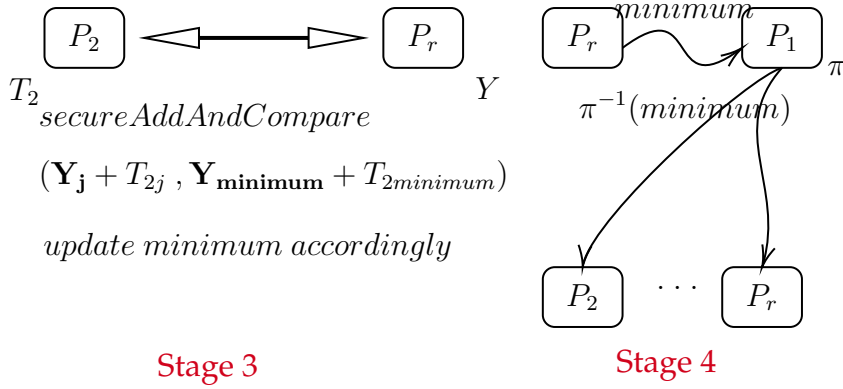 P₂ Pᵣ
T₂ Y
secureAddAndCompare
(Yⱼ + T₂ⱼ , Yₘᵢₙᵢₘᵤₘ + T₂ₘᵢₙᵢₘᵤₘ)
update minimum accordingly
Stage 3
minimum
Pᵣ P₁
π
π⁻¹(minimum)
P₂ · · · Pᵣ
Stage 4